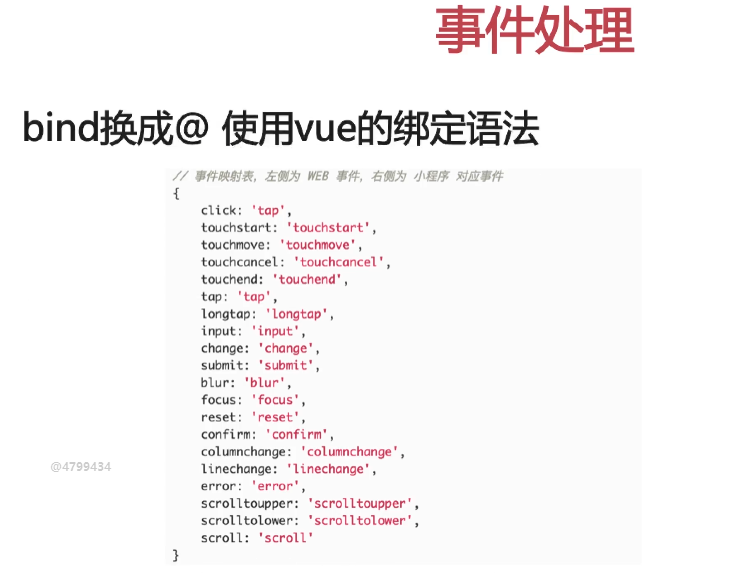 事件处理
bind换成@ 使用vue的绑定语法
// 事件映射表，左侧为 WEB 事件，右侧为 小程序 对应事件
{
click: 'tap',
touchstart: 'touchstart',
touchmove: 'touchmove',
touchcancel: 'touchcancel',
touchend: 'touchend',
tap: 'tap',
longtap: 'longtap',
input: 'input',
change: 'change',
submit: 'submit',
blur: 'blur',
focus: 'focus',
reset: 'reset',
confirm: 'confirm',
columnchange: 'columnchange',
linechange: 'linechange',
error: 'error',
scrolltoupper: 'scrolltoupper',
scrolltolower: 'scrolltolower',
scroll: 'scroll'
}
@4799434